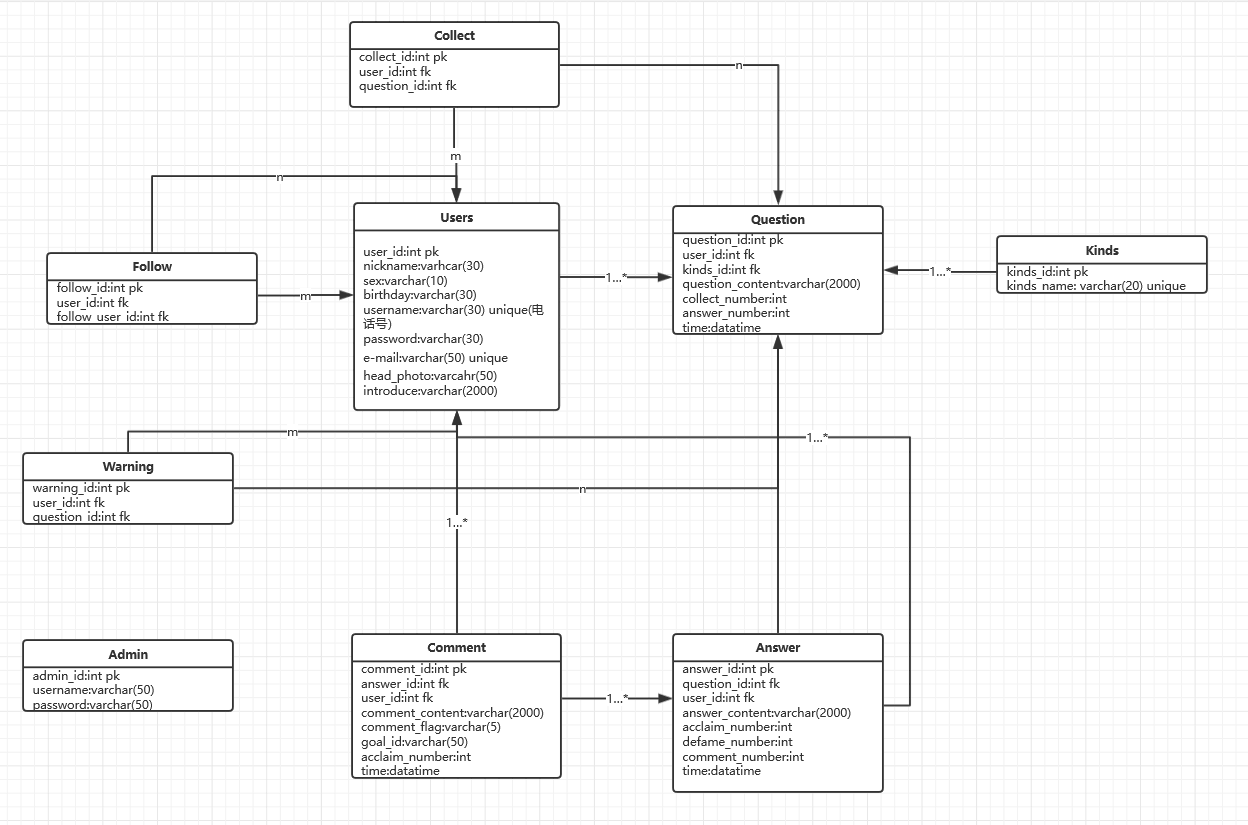 Collect
collect_id:int pk
user_id:int fk
question_id:int fk
n
m
n
Users
user_id:int pk
nickname:varhcar(30)
sex:varchar(10)
birthday:varchar(30)
username:varchar(30) unique(电
话号)
password:varchar(30)
e-mail:varchar(50) unique
head_photo:varcahr(50)
introduce:varchar(2000)
Question
question_id:int pk
user_id:int fk
kinds_id:int fk
question_content:varchar(2000)
collect_number:int
answer_number:int
time:datatime
Kinds
kinds_id:int pk
kinds_name: varchar(20) unique
Follow
follow_id:int pk
user_id:int fk
follow_user_id:int fk
m
1...*
1...*
m
1...*
Warning
warning_id:int pk
user_id:int fk
question_id:int fk
n
1...*
Admin
admin_id:int pk
username:varchar(50)
password:varchar(50)
Comment
comment_id:int pk
answer_id:int fk
user_id:int fk
comment_content:varchar(2000)
comment_flag:varchar(5)
goal_id:varchar(50)
acclaim_number:int
time:datatime
1...*
Answer
answer_id:int pk
question_id:int fk
user_id:int fk
answer_content:varchar(2000)
acclaim_number:int
defame_number:int
comment_number:int
time:datatime